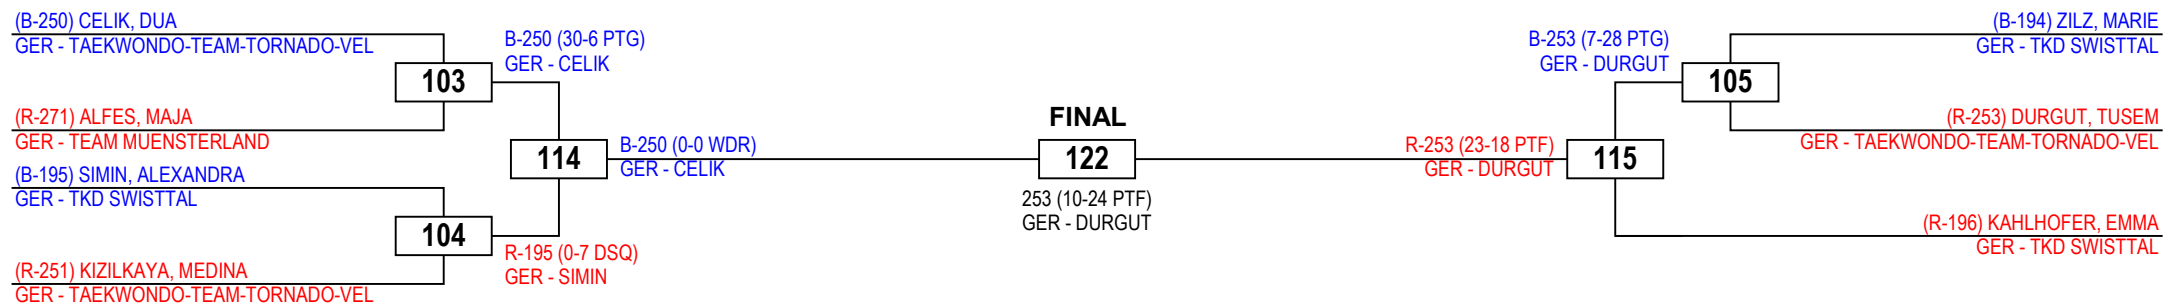 (B-250) CELIK, DUA
GER - TAEKWONDO-TEAM-TORNADO-VEL
B-250 (30-6 PTG)
GER - CELIK
103
(R-271) ALFES, MAJA
GER - TEAM MUENSTERLAND
114
B-250 (0-0 WDR)
GER - CELIK
(B-195) SIMIN, ALEXANDRA
GER - TKD SWISTTAL
104
R-195 (0-7 DSQ)
GER - SIMIN
(R-251) KIZILKAYA, MEDINA
GER - TAEKWONDO-TEAM-TORNADO-VEL
FINAL
122
253 (10-24 PTF)
GER - DURGUT
(B-194) ZILZ, MARIE
GER - TKD SWISTTAL
B-253 (7-28 PTG)
GER - DURGUT
105
(R-253) DURGUT, TUSEM
GER - TAEKWONDO-TEAM-TORNADO-VEL
R-253 (23-18 PTF)
GER - DURGUT
115
(R-196) KAHLHOFER, EMMA
GER - TKD SWISTTAL